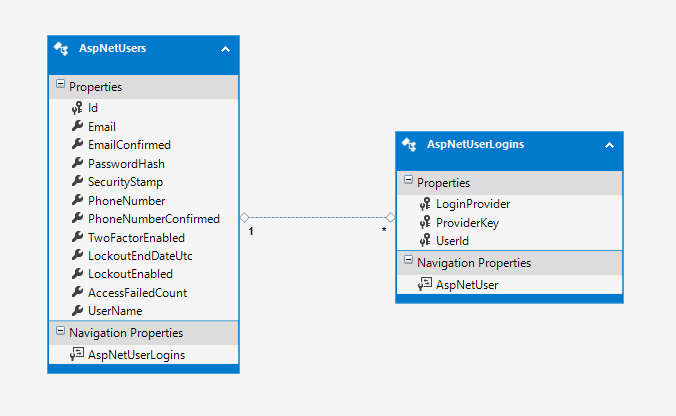 AspNetUsers
Properties
Id
Email
EmailConfirmed
PasswordHash
SecurityStamp
PhoneNumber
PhoneNumberConfirmed
TwoFactorEnabled
LockoutEndDateUtc
LockoutEnabled
AccessFailedCount
UserName
Navigation Properties
AspNetUserLogins
1
*
AspNetUserLogins
Properties
LoginProvider
ProviderKey
UserId
Navigation Properties
AspNetUser